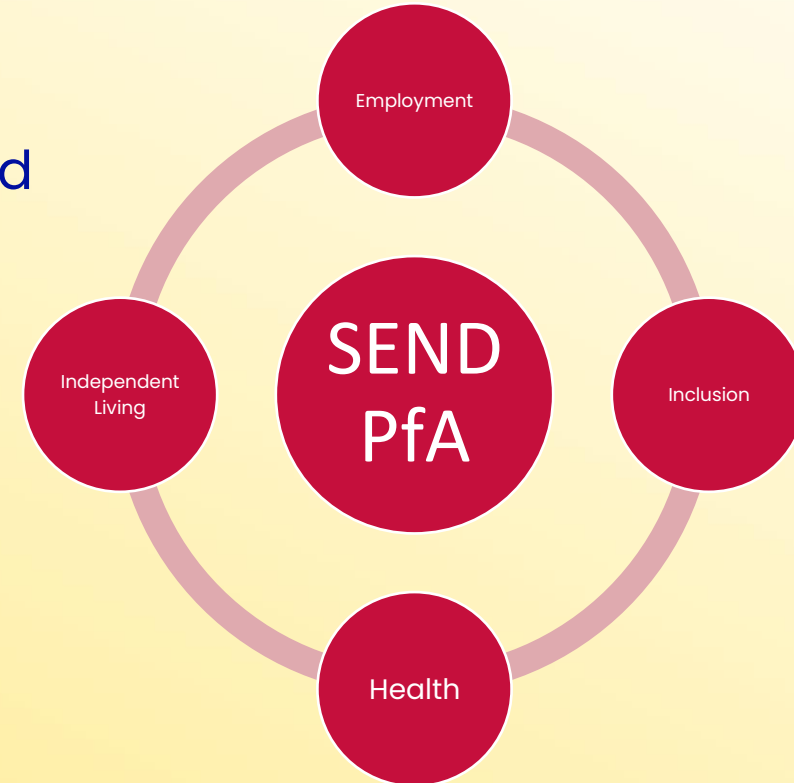 Employment
d
SEND
PfA
Independent
Living
Inclusion
Health